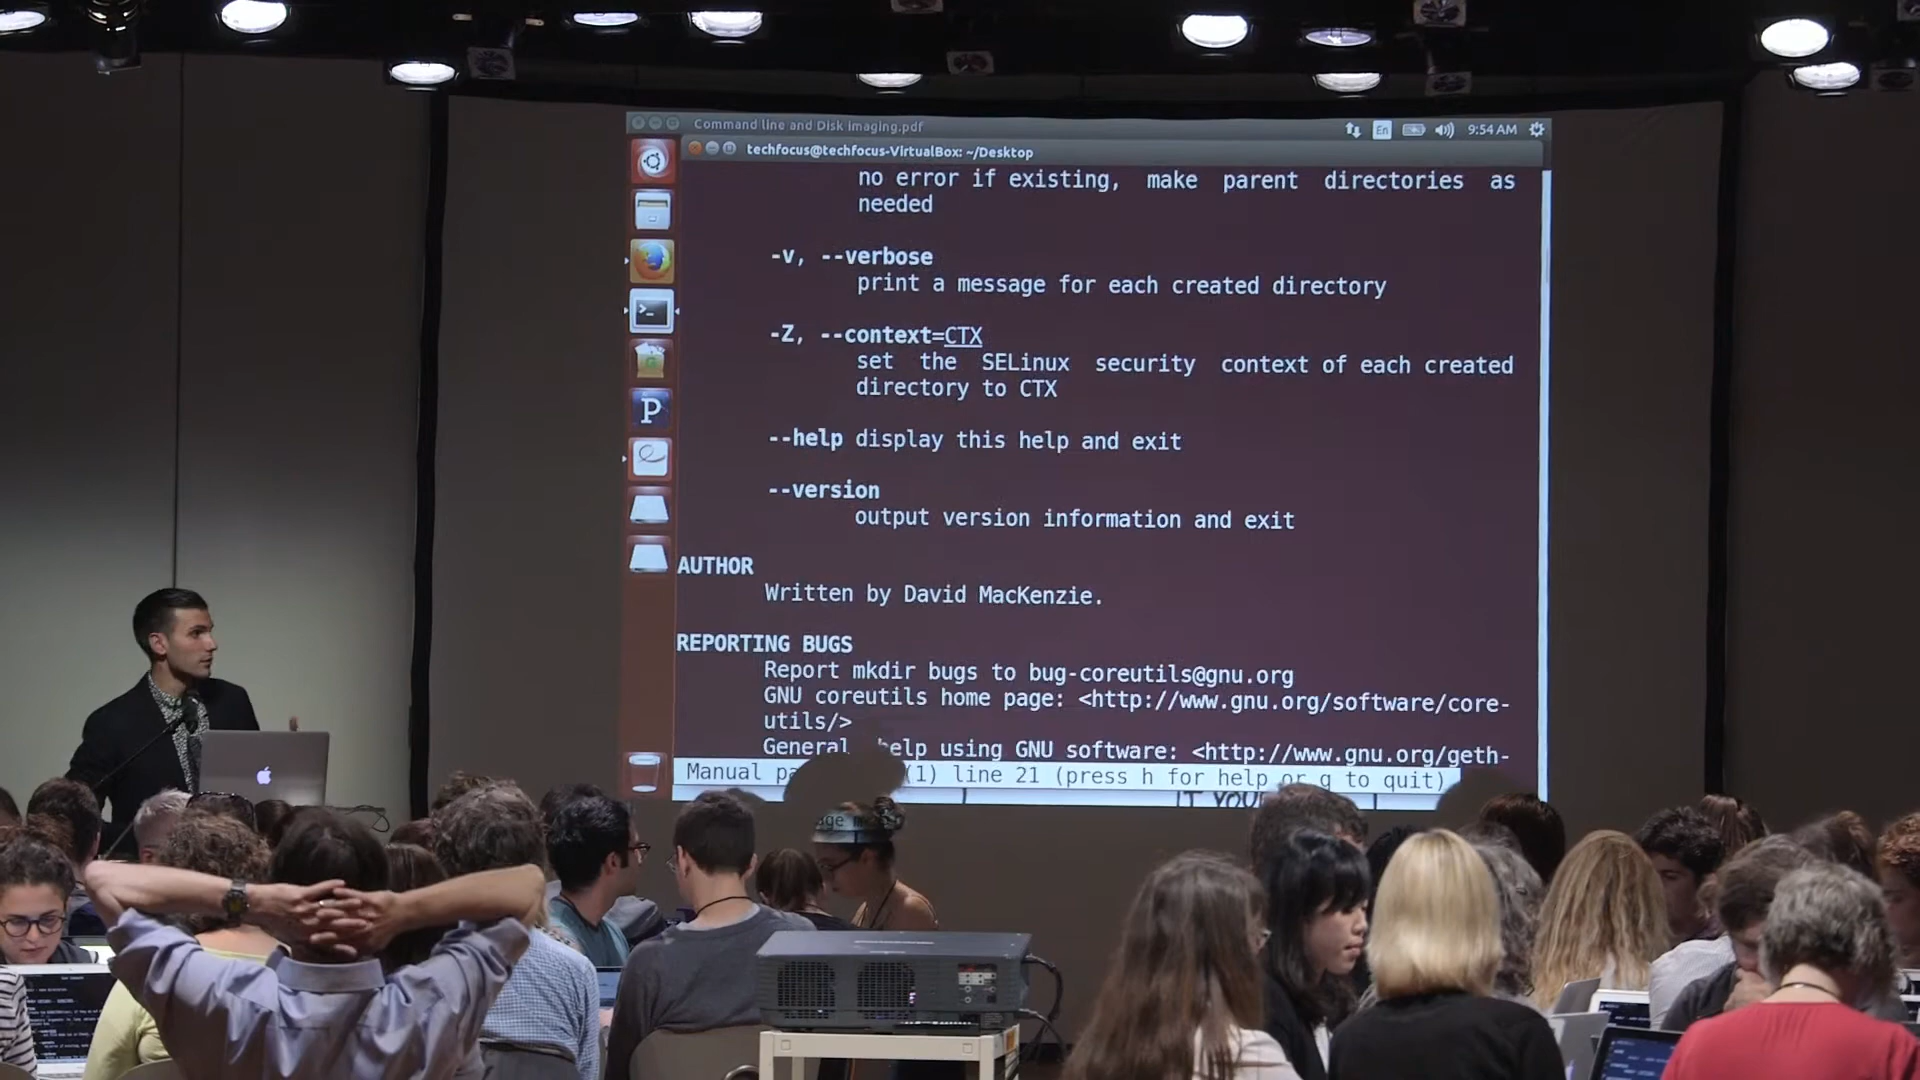 Command line and Disk imaging.pdf
En
9:54 AM
techfocus@techfocus-VirtualBox: ~/Desktop
no error if existing, make parent directories as
needed
-v, --verbose
print a message for each created directory
-Z, --context=CTX
set the SELinux security context of each created
directory to CTX
--help display this help and exit
--version
output version information and exit
AUTHOR
Written by David MacKenzie.
REPORTING BUGS
Report mkdir bugs to bug-coreutils@gnu.org
GNU coreutils home page: <http://www.gnu.org/software/core-
utils/>
General help using GNU software: <http://www.gnu.org/geth-
Manual (1) line 21 (press h for help or q to quit)